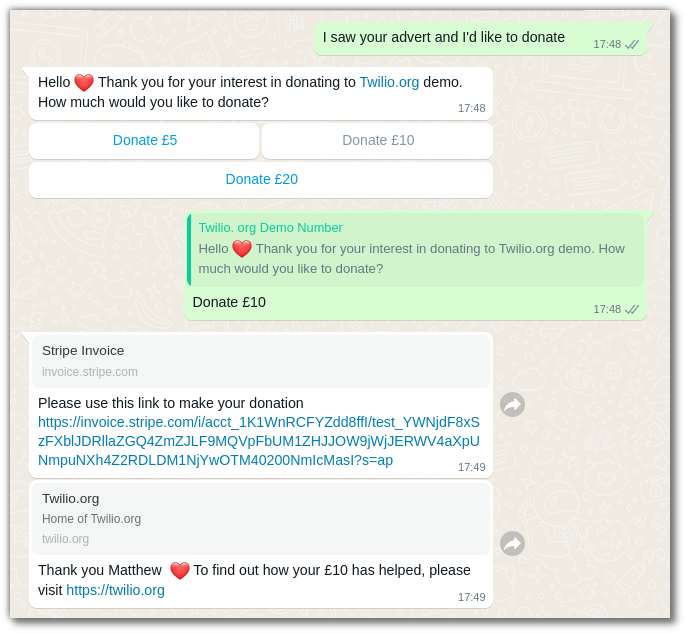 I saw your advert and I'd like to donate
17:48
Hello ❤️ Thank you for your interest in donating to Twilio.org demo.
How much would you like to donate?
17:48
Donate £5
Donate £10
Donate £20
Twilio. org Demo Number
Hello ❤️ Thank you for your interest in donating to Twilio.org demo. How
much would you like to donate?
Donate £10
17:48
Stripe Invoice
invoice.stripe.com
Please use this link to make your donation
https://invoice.stripe.com/i/acct_1K1WnRCFYZdd8ffI/test_YWNjdF8xS
zFXblJDRllaZGQ4ZmZJLF9MQVpFbUM1ZHJJOW9jWjJERWV4aXpU
NmpuNXh4Z2RDLDM1NjYwOTM40200NmIcMasI?s=ap
17:49
Twilio.org
Home of Twilio.org
twilio.org
Thank you Matthew ❤️ To find out how your £10 has helped, please
visit https://twilio.org
17:49